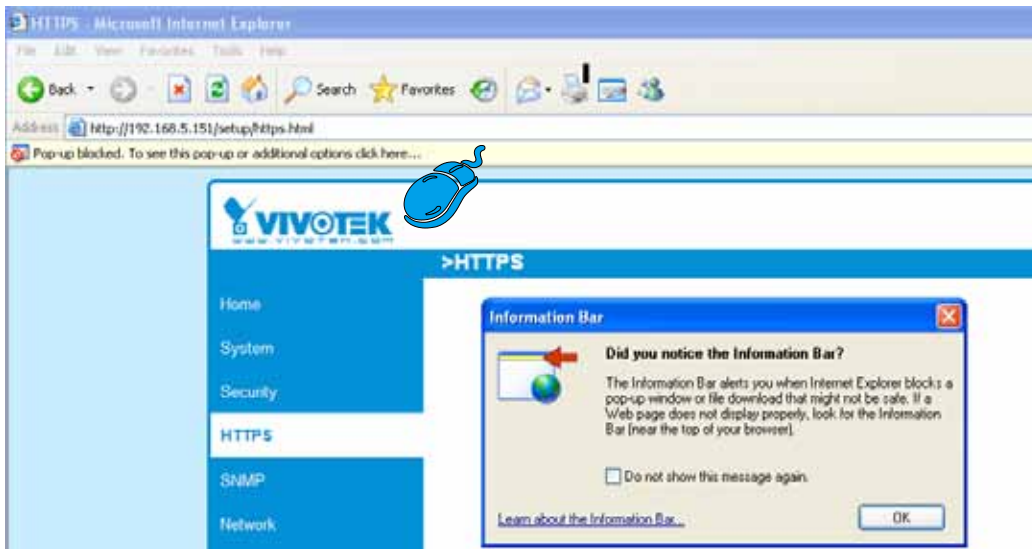 HTTPS - Microsoft Internet Explorer
File Edit View Favorites Tools Help
Back Search Favorites
Address http://192.168.5.151/setup/https.html
Pop-up blocked. To see this pop-up or additional options click here...
VIVOTEK
www.vivotek.com
>HTTPS
Home
System
Security
HTTPS
SNMP
Network
Information Bar
Did you notice the Information Bar?
The Information Bar alerts you when Internet Explorer blocks a
pop-up window or file download that might not be safe. If a
Web page does not display properly, look for the Information
Bar (near the top of your browser).
Do not show this message again.
Learn about the Information Bar...
OK